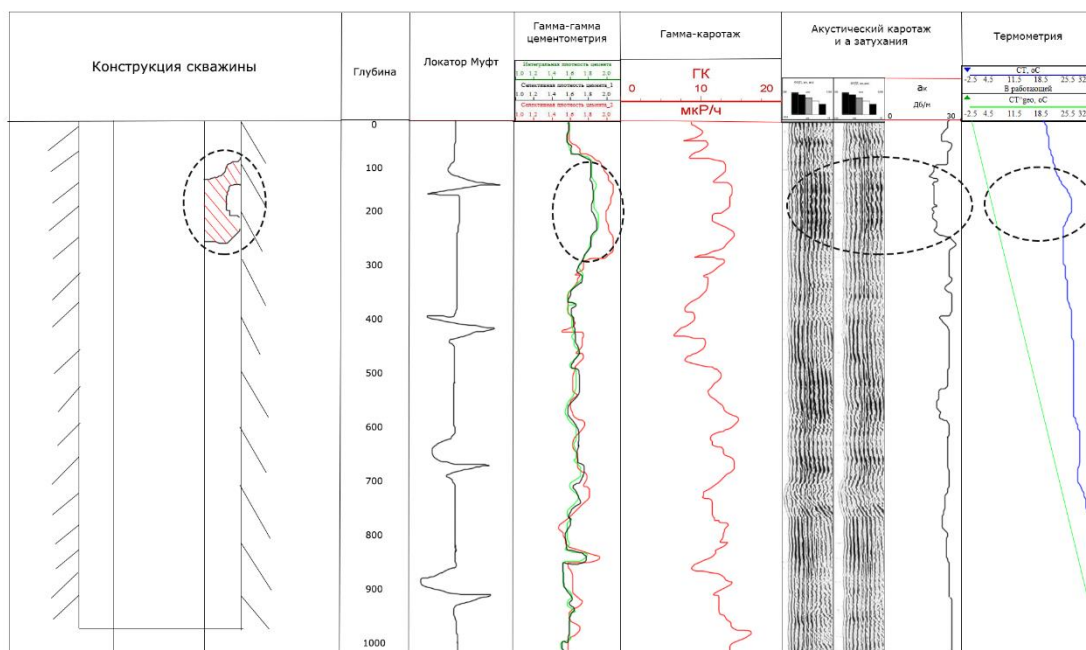 Конструкция скважины
Глубина
Локатор Муфт
Гамма-гамма
цементометрия
Интегральная плотность цемента
1.0 1.2 1.4 1.6 1.8 2.0
Селективная плотность цемента_1
1.0 1.2 1.4 1.6 1.8 2.0
Селективная плотность цемента_2
1.0 1.2 1.4 1.6 1.8 2.0
Гамма-каротаж
ГК
0 10 20
мкР/ч
Акустический каротаж
и а затухания
ак
Дб/м
0 30
Термометрия
СТ, оС
-2.5 4.5 11.5 18.5 25.5 32
В работающей
СТ°geo, оС
-2.5 4.5 11.5 18.5 25.5 32
0
100
200
300
400
500
600
700
800
900
1000